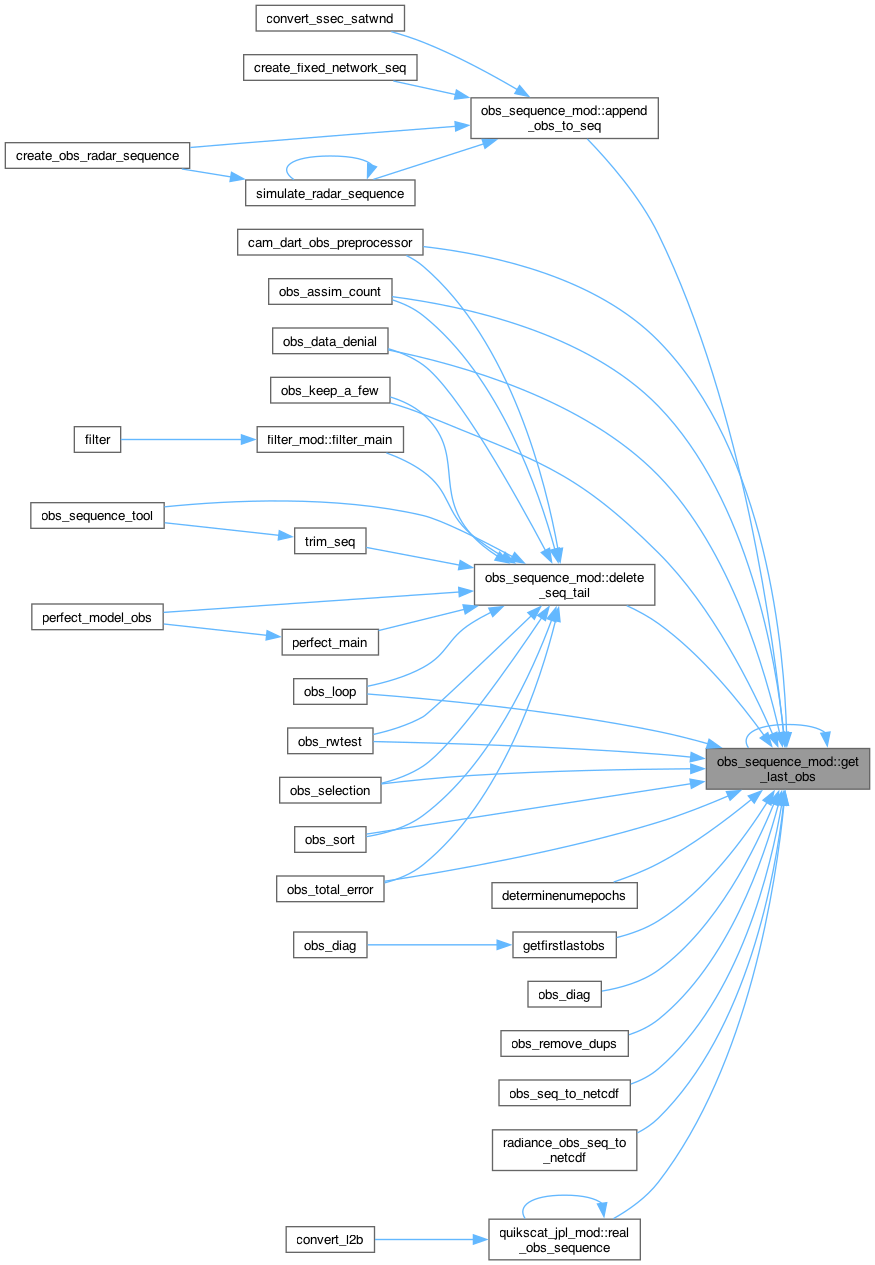 convert_ssec_satwnd
create_fixed_network_seq
obs_sequence_mod::append
_obs_to_seq
create_obs_radar_sequence
simulate_radar_sequence
cam_dart_obs_preprocessor
obs_assim_count
obs_data_denial
obs_keep_a_few
filter
filter_mod::filter_main
obs_sequence_tool
trim_seq
obs_sequence_mod::delete
_seq_tail
perfect_model_obs
perfect_main
obs_loop
obs_rwtest
obs_sequence_mod::get
_last_obs
obs_selection
obs_sort
obs_total_error
determinenumepochs
obs_diag
getfirstlastobs
obs_diag
obs_remove_dups
obs_seq_to_netcdf
radiance_obs_seq_to
_netcdf
convert_l2b
quikscat_jpl_mod::real
_obs_sequence